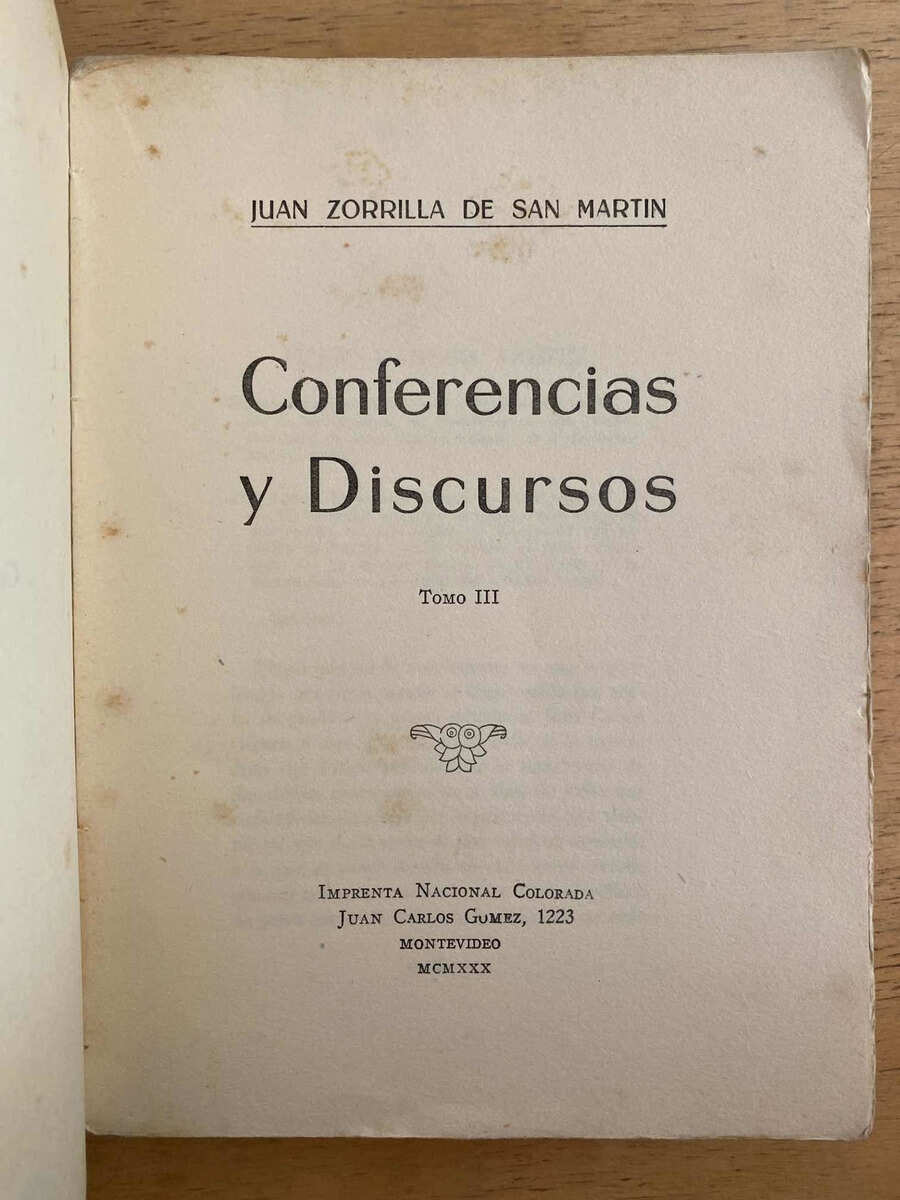 JUAN ZORRILLA DE SAN MARTIN
Conferencias
y Discursos
Tomo III
Imprenta Nacional Colorada
Juan Carlos Gomez, 1223
MONTEVIDEO
MCMXXX